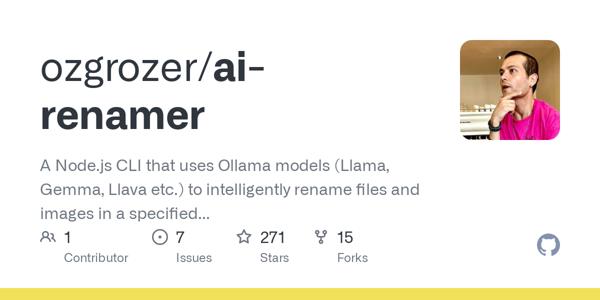 ozgrozer/ai-
renamer
A Node.js CLI that uses Ollama models (Llama,
Gemma, Llava etc.) to intelligently rename files and
images in a specified...
1 7 271 15
Contributor Issues Stars Forks